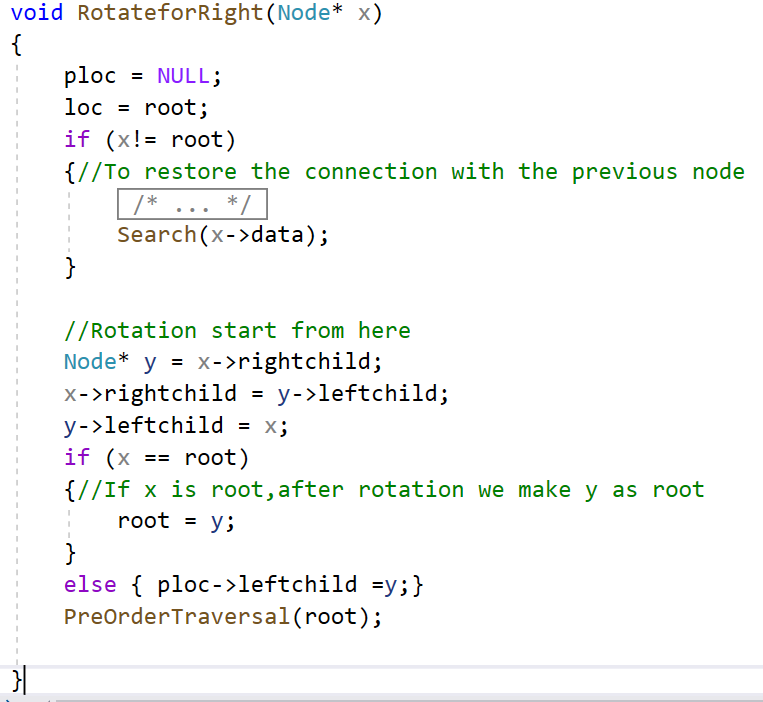 void RotateforRight(Node* x)
{
    ploc = NULL;
    loc = root;
    if (x!= root)
    {//To restore the connection with the previous node
        /* ... */
        Search(x->data);
    }

    //Rotation start from here
    Node* y = x->rightchild;
    x->rightchild = y->leftchild;
    y->leftchild = x;
    if (x == root)
    {//If x is root,after rotation we make y as root
        root = y;
    }
    else { ploc->leftchild =y;}
    PreOrderTraversal(root);

}